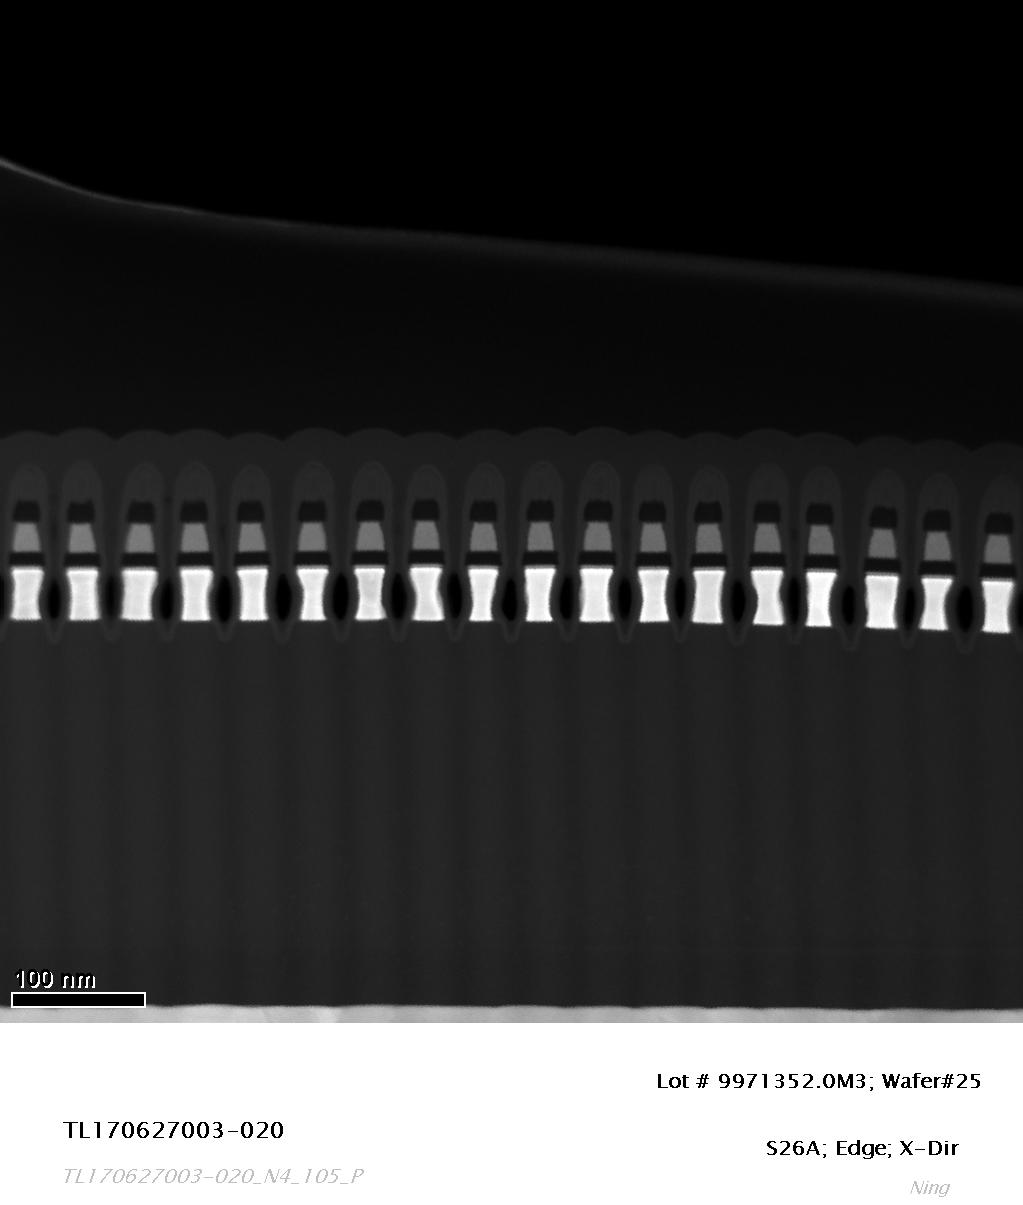 100 nm
Lot # 9971352.0M3; Wafer#25
TL170627003-020
S26A; Edge; X-Dir
TL170627003-020_N4_105_P
Ning